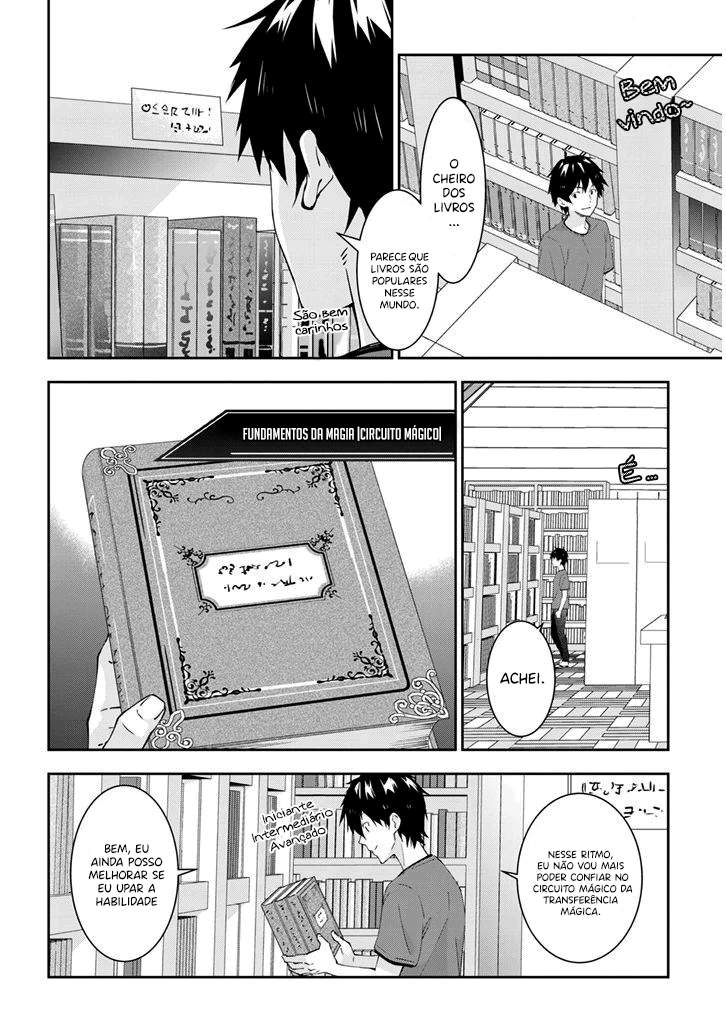 Bem
vindo~
O
CHEIRO
DOS
LIVROS
...
PARECE QUE
LIVROS SÃO
POPULARES
NESSE
MUNDO.
São bem
carinhos
É...
ACHEI.
FUNDAMENTOS DA MAGIA |CIRCUITO MÁGICO|
NESSE RITMO,
EU NÃO VOU MAIS
PODER CONFIAR NO
CIRCUITO MÁGICO DA
TRANSFERÊNCIA
MÁGICA.
Iniciante
Intermediário
Avançado
BEM, EU
AINDA POSSO
MELHORAR SE
EU UPAR A
HABILIDADE